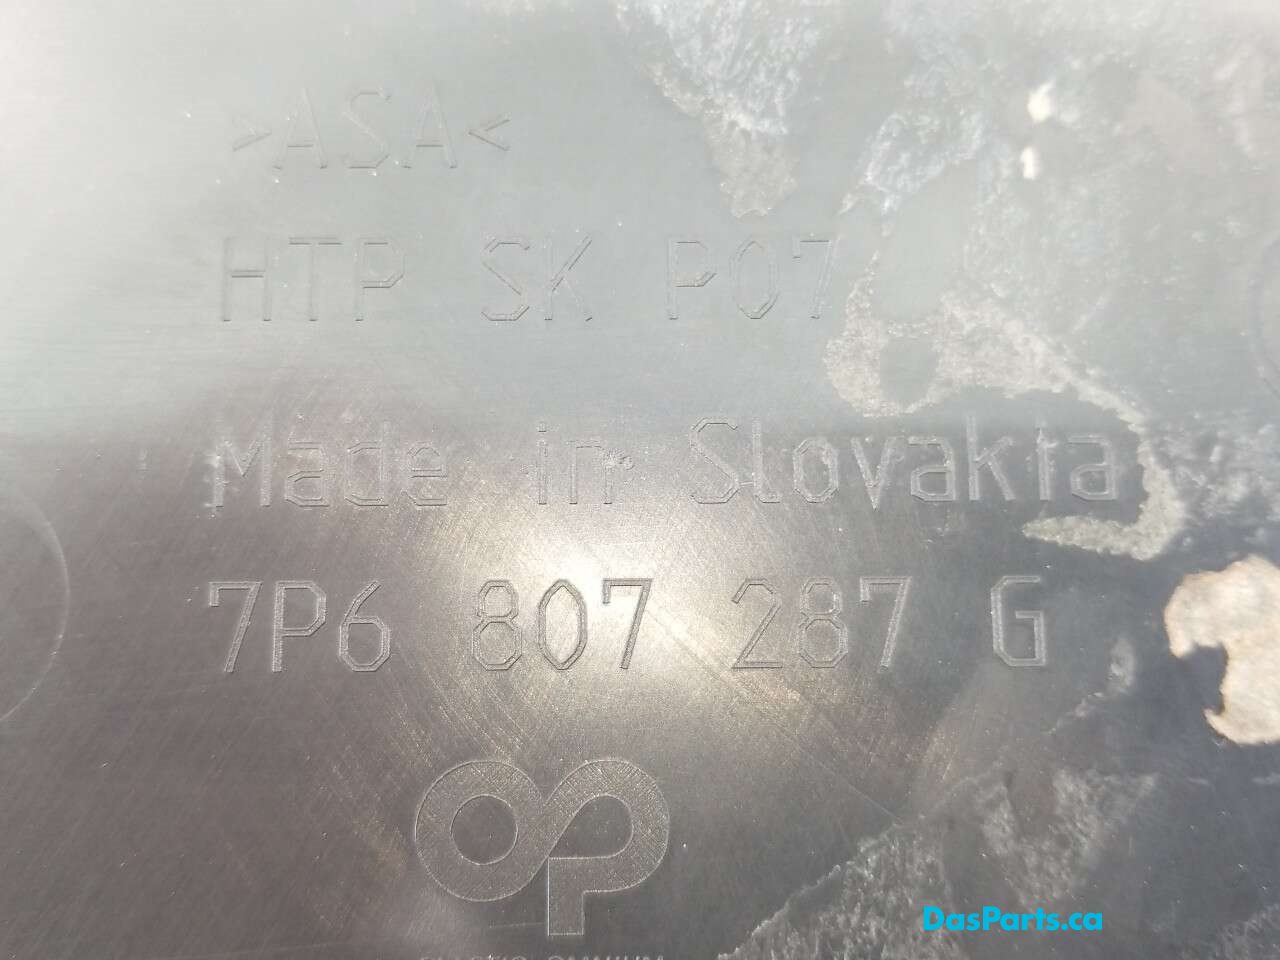 >ASA<
HTP SK P07
Made in Slovakia
7P6 807 287 G
DasParts.ca